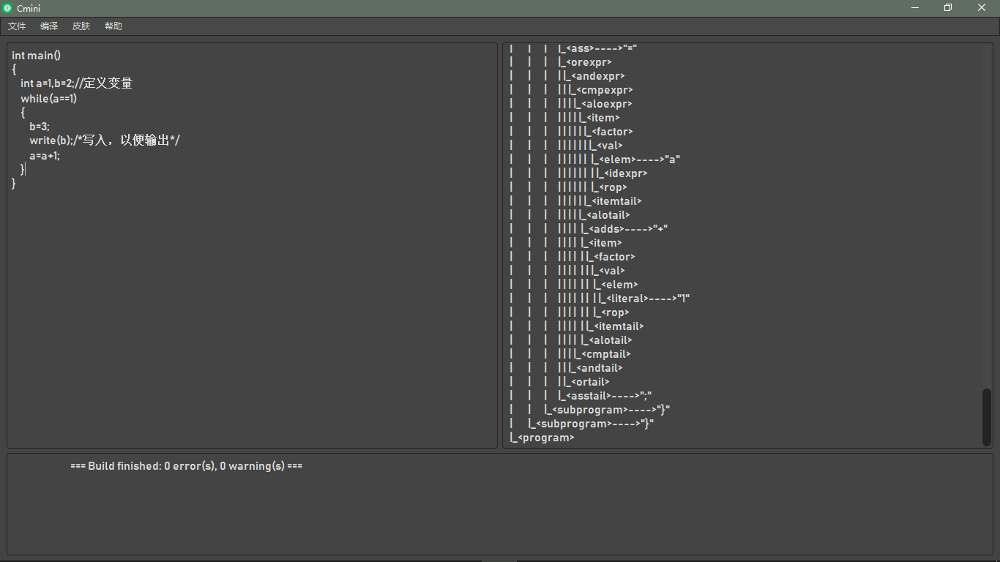 Cmini
文件 编译 皮肤 帮助
int main()
{
int a=1,b=2;//定义变量
while(a==1)
{
b=3;
write(b);/*写入，以便输出*/
a=a+1;
}
}
| | | |_<ass>---->"="
| | | |_<orexpr>
| | | ||_<andexpr>
| | | |||_<cmpexpr>
| | | ||||_<aloexpr>
| | | |||||_<item>
| | | ||||||_<factor>
| | | |||||||_<val>
| | | |||||| |_<elem>---->"a"
| | | |||||| ||_<idexpr>
| | | |||||| |_<rop>
| | | ||||||_<itemtail>
| | | |||||_<alotail>
| | | |||| |_<adds>---->"+"
| | | |||| |_<item>
| | | |||| ||_<factor>
| | | |||| |||_<val>
| | | |||| || |_<elem>
| | | |||| || ||_<literal>---->"1"
| | | |||| || |_<rop>
| | | |||| ||_<itemtail>
| | | |||| |_<alotail>
| | | ||||_<cmptail>
| | | |||_<andtail>
| | | ||_<ortail>
| | | |_<asstail>---->";"
| | |_<subprogram>---->"}"
| |_<subprogram>---->"}"
|_<program>
=== Build finished: 0 error(s), 0 warning(s) ===